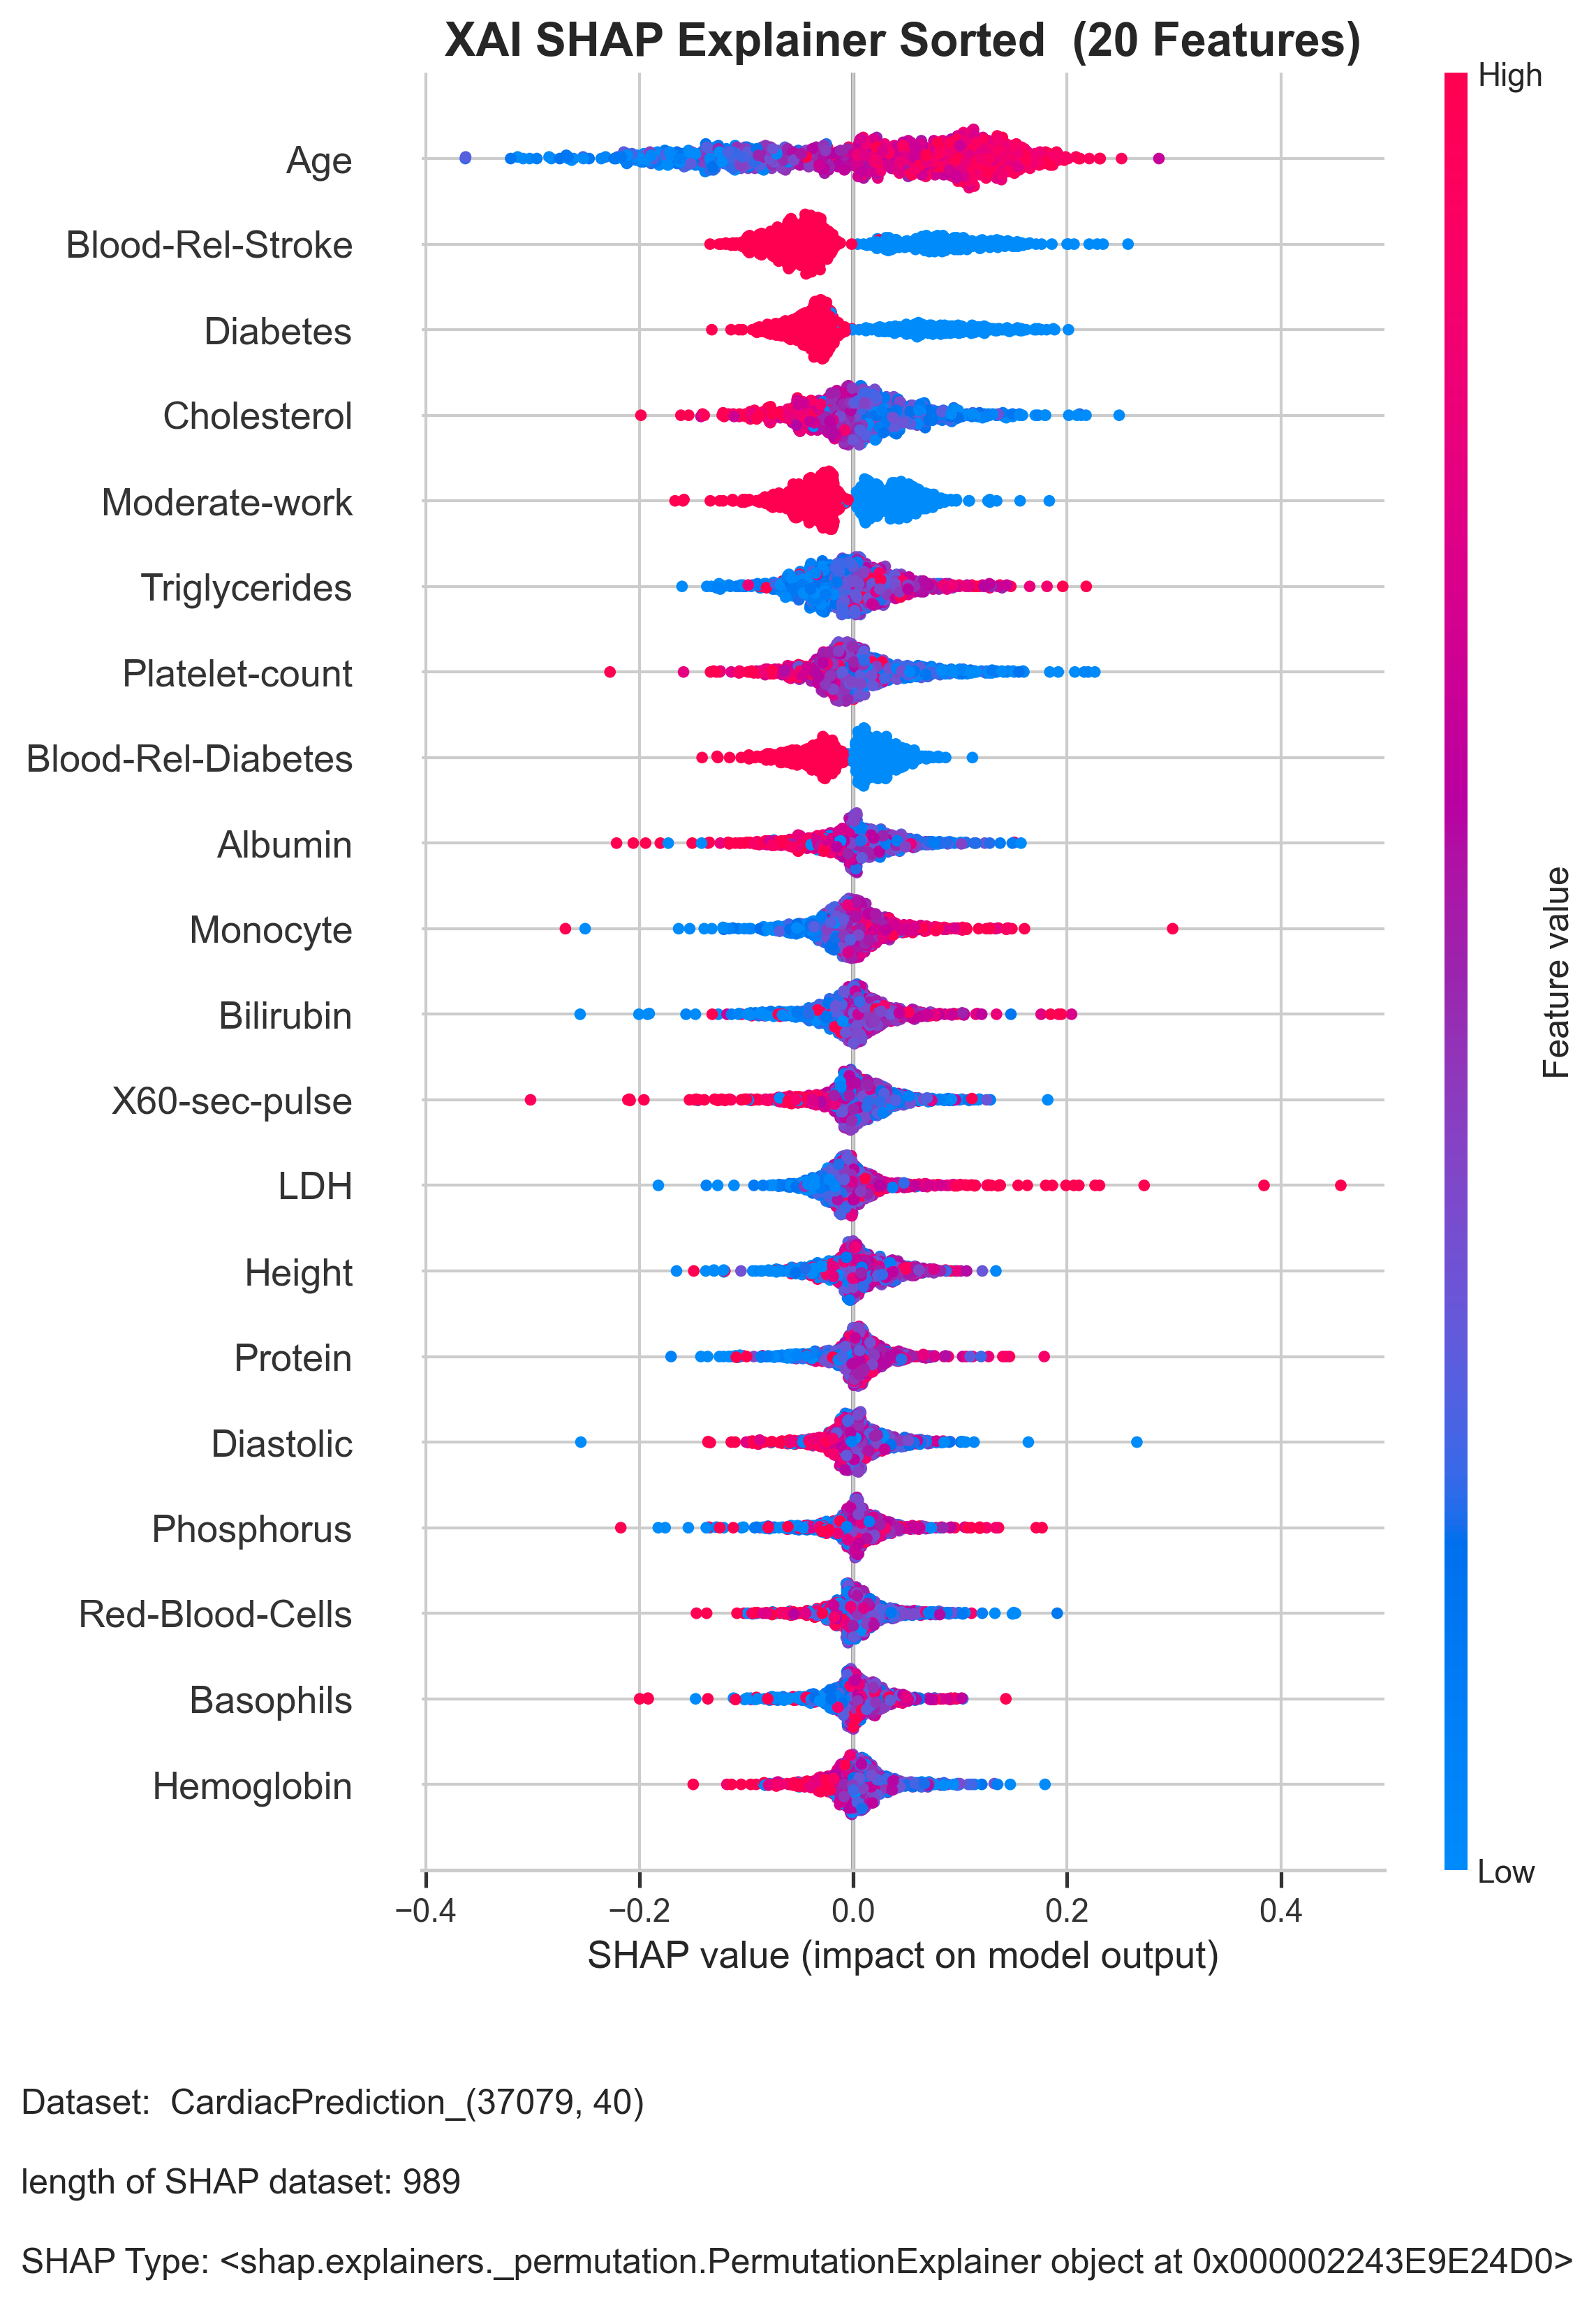 XAI SHAP Explainer Sorted  (20 Features)
High
Age
Blood-Rel-Stroke
Diabetes
Cholesterol
Moderate-work
Triglycerides
Platelet-count
Blood-Rel-Diabetes
Albumin
Monocyte
Bilirubin
X60-sec-pulse
LDH
Height
Protein
Diastolic
Phosphorus
Red-Blood-Cells
Basophils
Hemoglobin
Feature value
Low
−0.4 −0.2 0.0 0.2 0.4
SHAP value (impact on model output)
Dataset:  CardiacPrediction_(37079, 40)
length of SHAP dataset: 989
SHAP Type: <shap.explainers._permutation.PermutationExplainer object at 0x000002243E9E24D0>